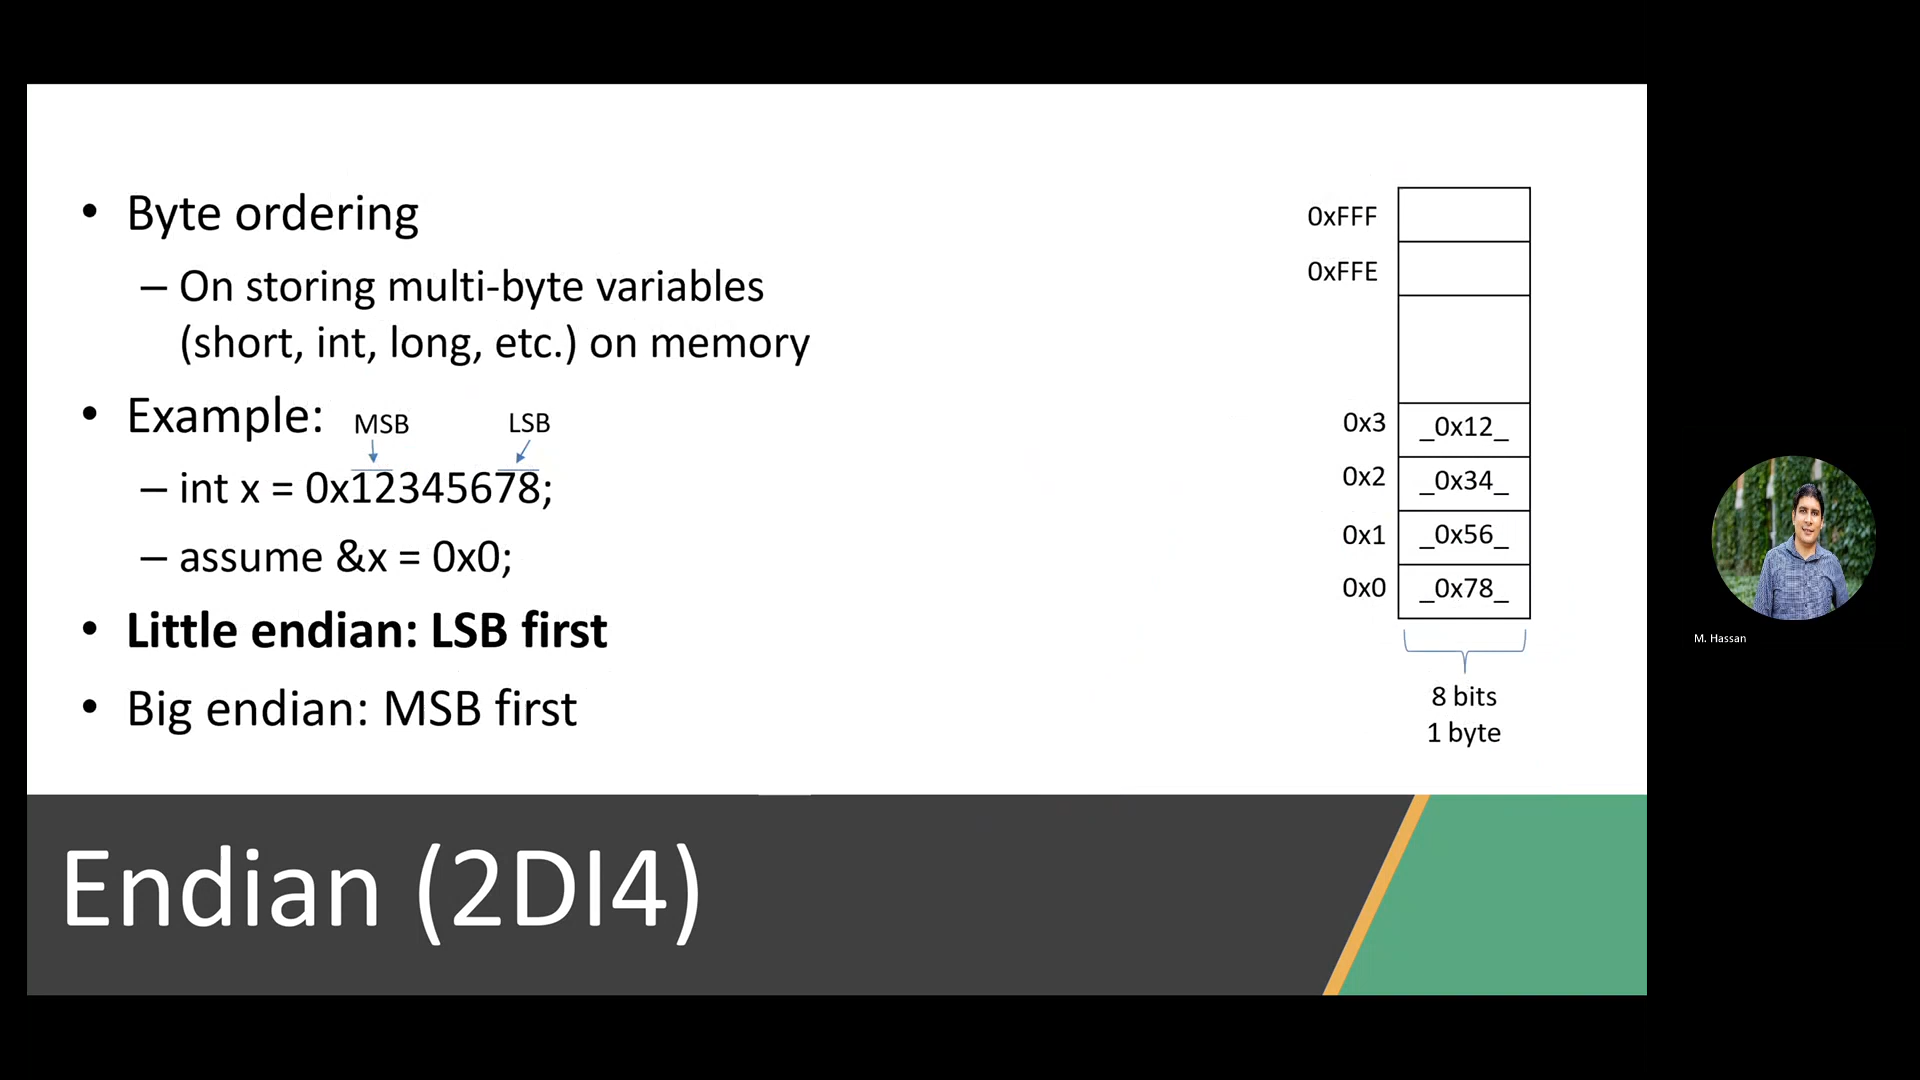 • Byte ordering
– On storing multi-byte variables
(short, int, long, etc.) on memory
• Example:
MSB
LSB
– int x = 0x12345678;
– assume &x = 0x0;
• Little endian: LSB first
• Big endian: MSB first
0xFFF
0xFFE
0x3 _0x12_
0x2 _0x34_
0x1 _0x56_
0x0 _0x78_
8 bits
1 byte
Endian (2DI4)
M. Hassan